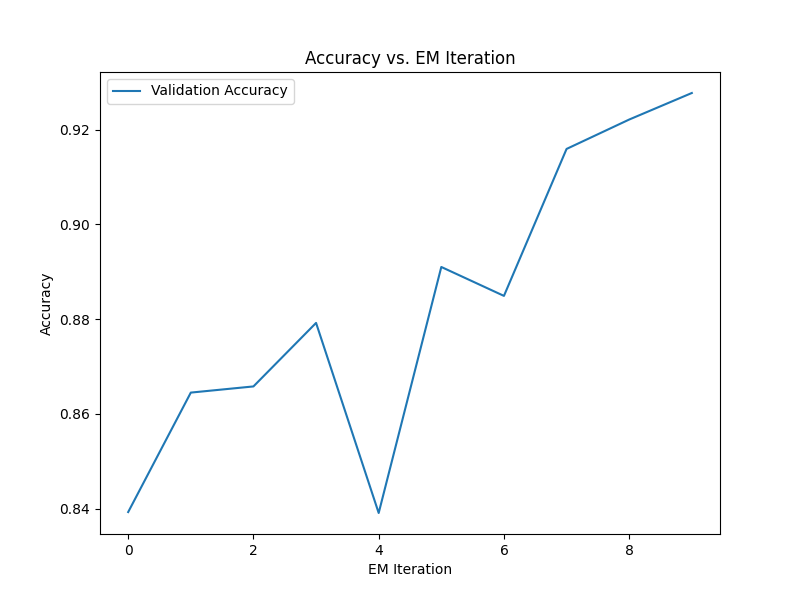 Accuracy vs. EM Iteration
Validation Accuracy
0.92
0.90
0.88
0.86
0.84
Accuracy
0 2 4 6 8
EM Iteration